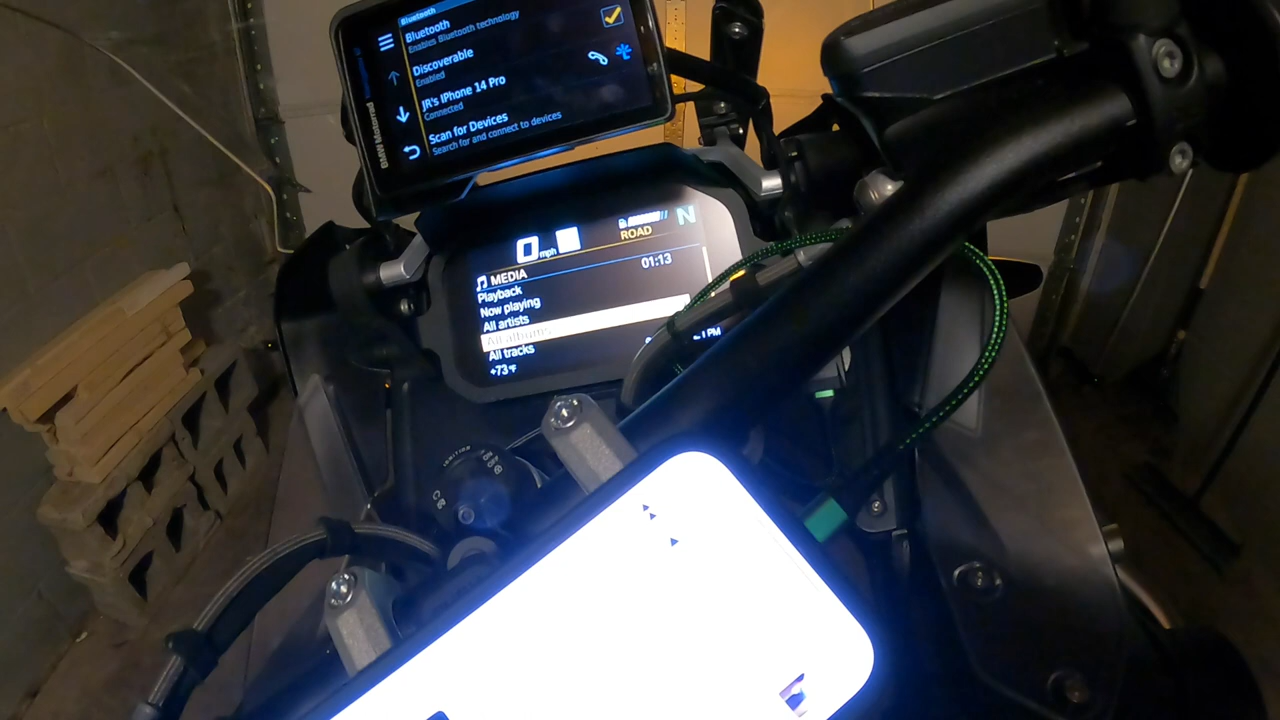 Bluetooth
Bluetooth
Enables Bluetooth technology
Discoverable
Enabled
JR's iPhone 14 Pro
Connected
Scan for Devices
Search for and connect to devices
BMW Motorrad
0 mph
N
ROAD
MEDIA
01:13
Playback
Now playing
All artists
All albums
All tracks
+73 °F
PM
ON
OFF